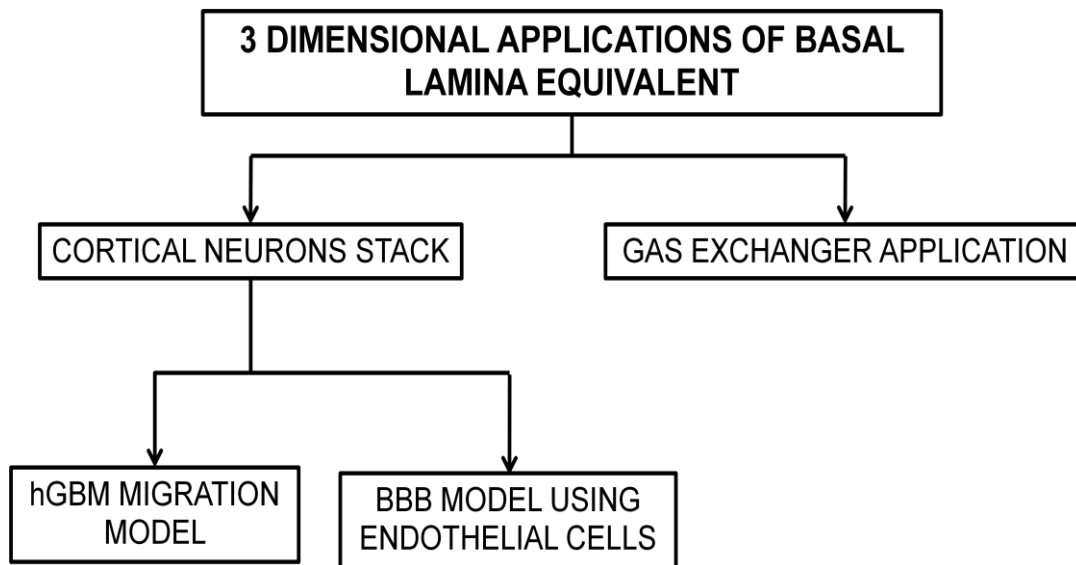 3 DIMENSIONAL APPLICATIONS OF BASAL
LAMINA EQUIVALENT
CORTICAL NEURONS STACK
GAS EXCHANGER APPLICATION
hGBM MIGRATION
MODEL
BBB MODEL USING
ENDOTHELIAL CELLS